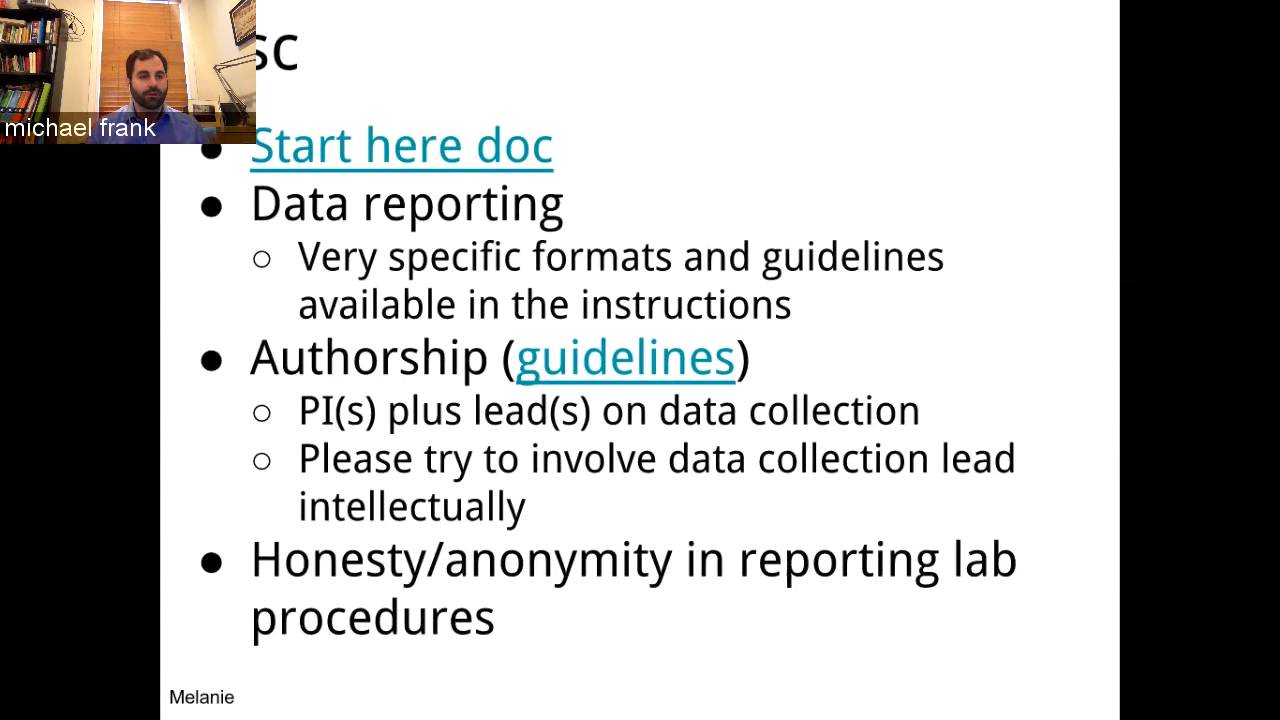 sc
michael frank
● Start here doc
● Data reporting
○ Very specific formats and guidelines
available in the instructions
● Authorship (guidelines)
○ PI(s) plus lead(s) on data collection
○ Please try to involve data collection lead
intellectually
● Honesty/anonymity in reporting lab
procedures
Melanie